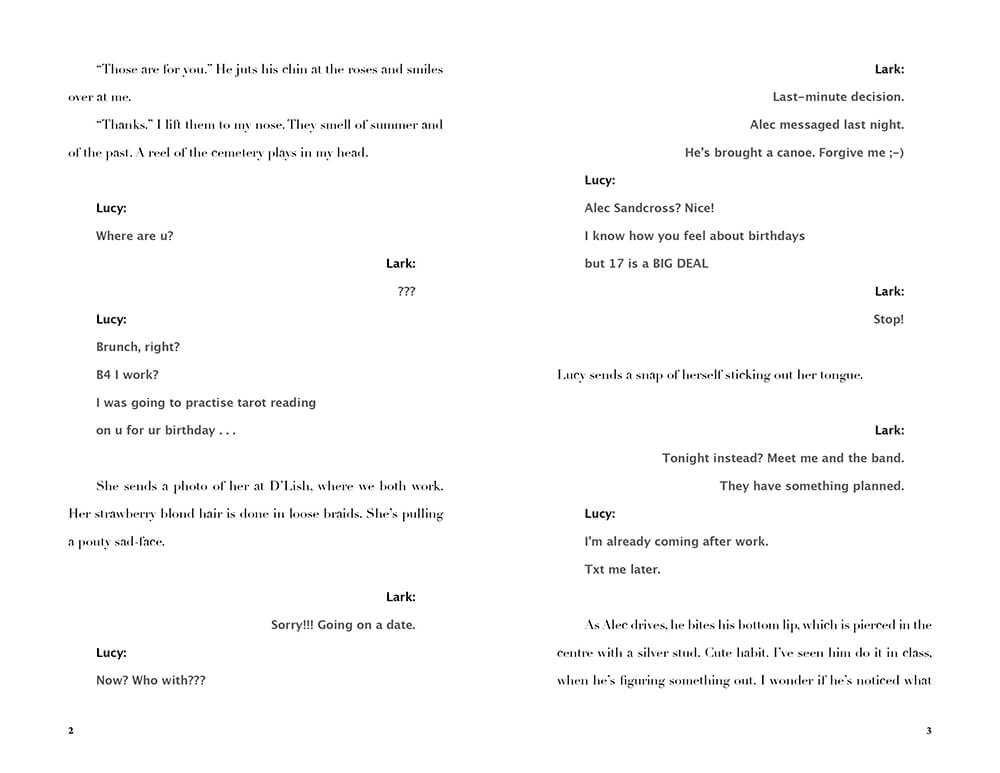 “Those are for you.” He juts his chin at the roses and smiles
over at me.
“Thanks.” I lift them to my nose. They smell of summer and
of the past. A reel of the cemetery plays in my head.
Lucy:
Where are u?
Lark:
???
Lucy:
Brunch, right?
B4 I work?
I was going to practise tarot reading
on u for ur birthday . . .
She sends a photo of her at D’Lish, where we both work.
Her strawberry blond hair is done in loose braids. She’s pulling
a pouty sad-face.
Lark:
Sorry!!! Going on a date.
Lucy:
Now? Who with???
2
Lark:
Last-minute decision.
Alec messaged last night.
He’s brought a canoe. Forgive me ;-)
Lucy:
Alec Sandcross? Nice!
I know how you feel about birthdays
but 17 is a BIG DEAL
Lark:
Stop!
Lucy sends a snap of herself sticking out her tongue.
Lark:
Tonight instead? Meet me and the band.
They have something planned.
Lucy:
I’m already coming after work.
Txt me later.
As Alec drives, he bites his bottom lip, which is pierced in the
centre with a silver stud. Cute habit. I’ve seen him do it in class,
when he’s figuring something out. I wonder if he’s noticed what
3